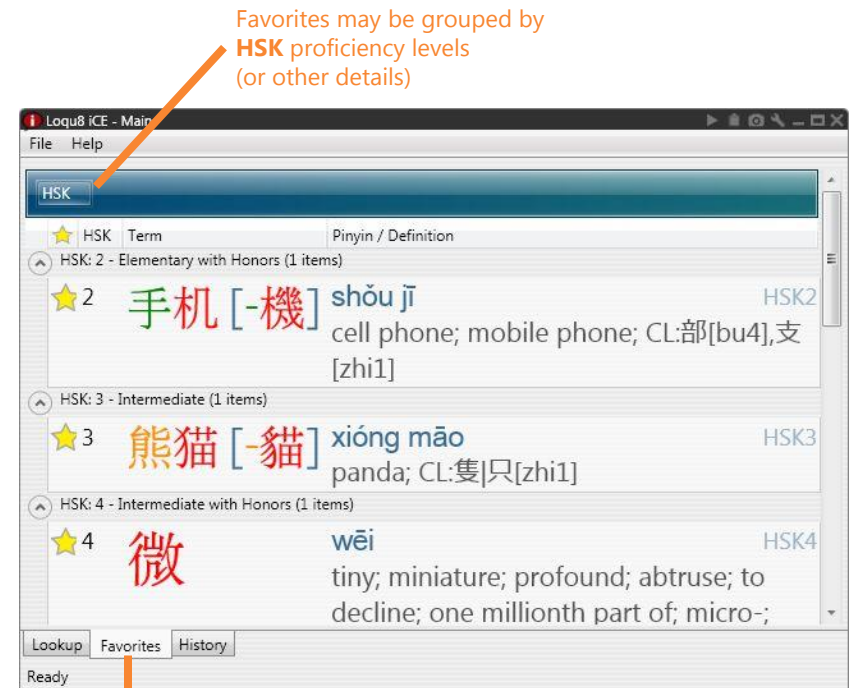 Favorites may be grouped by
HSK proficiency levels
(or other details)
Loqu8 iCE - Main
File Help
HSK
HSK Term Pinyin / Definition
HSK: 2 - Elementary with Honors (1 items)
2 手机 [-機] shǒu jī HSK2
cell phone; mobile phone; CL:部[bu4],支
[zhi1]
HSK: 3 - Intermediate (1 items)
3 熊猫 [-貓] xióng māo HSK3
panda; CL:隻|只[zhi1]
HSK: 4 - Intermediate with Honors (1 items)
4 微 wēi HSK4
tiny; miniature; profound; abtruse; to
decline; one millionth part of; micro-;
Lookup Favorites History
Ready